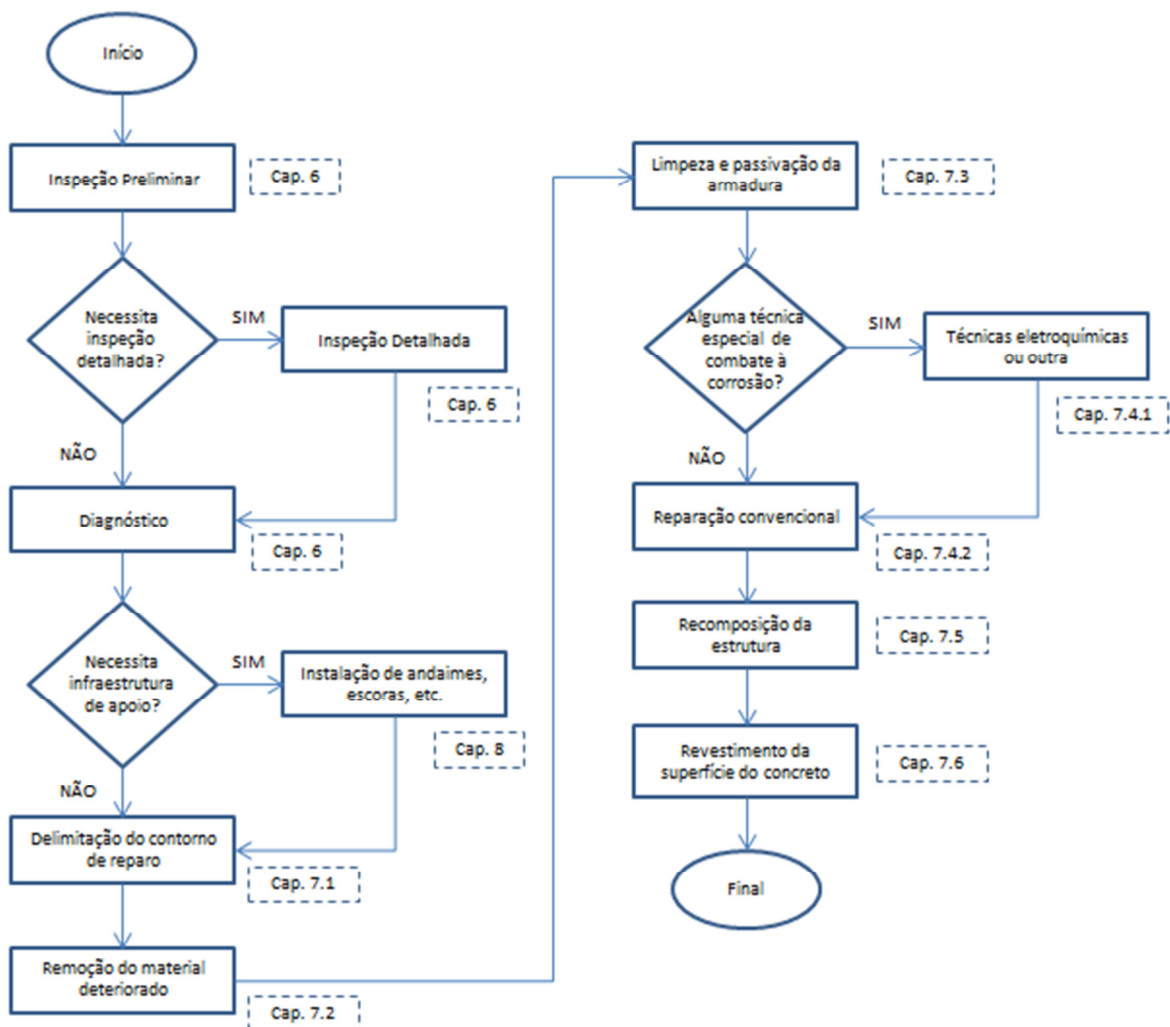 Início
Inspeção Preliminar
Cap. 6
Necessita
inspeção
detalhada?
SIM
Inspeção Detalhada
Cap. 6
NÃO
Diagnóstico
Cap. 6
Necessita
infraestrutura
de apoio?
SIM
Instalação de andaimes,
escoras, etc.
Cap. 8
NÃO
Delimitação do contorno
de reparo
Cap. 7.1
Remoção do material
deteriorado
Cap. 7.2
Limpeza e passivação da
armadura
Cap. 7.3
Alguma técnica
especial de
combate à
corrosão?
SIM
Técnicas eletroquímicas
ou outra
Cap. 7.4.1
NÃO
Reparação convencional
Cap. 7.4.2
Recomposição da
estrutura
Cap. 7.5
Revestimento da
superfície do concreto
Cap. 7.6
Final